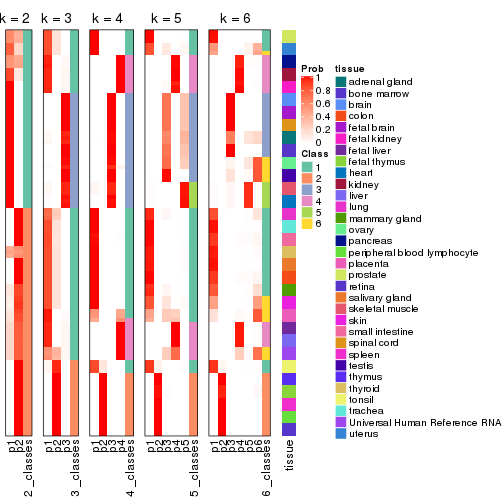 k = 2 k = 3 k = 4 k = 5 k = 6
Prob
1
0.8
0.6
0.4
0.2
0
Class
1
2
3
4
5
6
tissue
adrenal gland
bone marrow
brain
colon
fetal brain
fetal kidney
fetal liver
fetal thymus
heart
kidney
liver
lung
mammary gland
ovary
pancreas
peripheral blood lymphocyte
placenta
prostate
retina
salivary gland
skeletal muscle
skin
small intestine
spinal cord
spleen
testis
thymus
thyroid
tonsil
trachea
Universal Human Reference RNA
uterus
p1
p2
2_classes
p1
p2
p3
3_classes
p1
p2
p3
p4
4_classes
p1
p2
p3
p4
p5
5_classes
p1
p2
p3
p4
p5
p6
6_classes
tissue